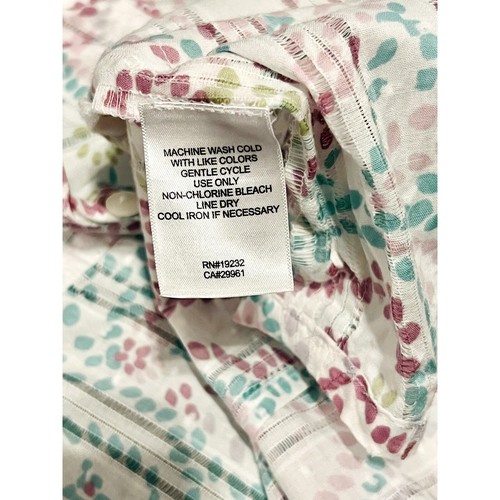 MACHINE WASH COLD
WITH LIKE COLORS
GENTLE CYCLE
USE ONLY
NON-CHLORINE BLEACH
LINE DRY
COOL IRON IF NECESSARY
RN#19232
CA#29961